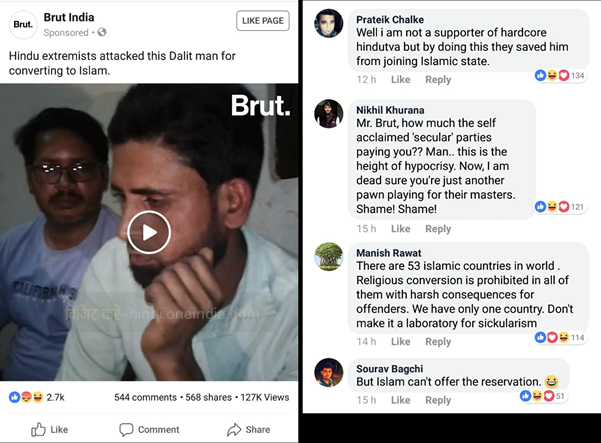 Brut.
Brut India
Sponsored ·
LIKE PAGE
Hindu extremists attacked this Dalit man for
converting to Islam.
Brut.
CALIFORNIA
विजिट करें- hindi.oneindia.com
2.7k
544 comments • 568 shares • 127K Views
Like
Comment
Share
Prateik Chalke
Well i am not a supporter of hardcore
hindutva but by doing this they saved him
from joining Islamic state.
134
12 h Like Reply
Nikhil Khurana
Mr. Brut, how much the self
acclaimed 'secular' parties
paying you?? Man.. this is the
height of hypocrisy. Now, I am
dead sure you're just another
pawn playing for their masters.
Shame! Shame!
121
15 h Like Reply
Manish Rawat
There are 53 islamic countries in world .
Religious conversion is prohibited in all of
them with harsh consequences for
offenders. We have only one country. Don't
make it a laboratory for sickularism
114
14 h Like Reply
Sourav Bagchi
But Islam can't offer the reservation. 😂
51
15 h Like Reply